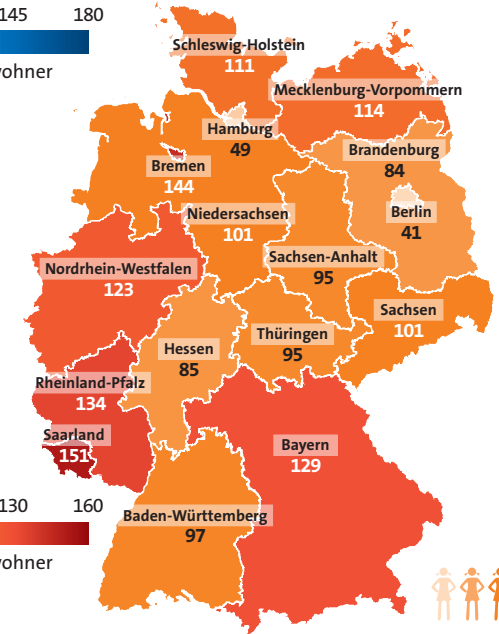 145 180
wohner
Schleswig-Holstein
111
Mecklenburg-Vorpommern
114
Hamburg
49
Brandenburg
84
Bremen
144
Berlin
41
Niedersachsen
101
Sachsen-Anhalt
95
Nordrhein-Westfalen
123
Sachsen
101
Thüringen
95
Hessen
85
Rheinland-Pfalz
134
Saarland
151
Bayern
129
130 160
wohner
Baden-Württemberg
97